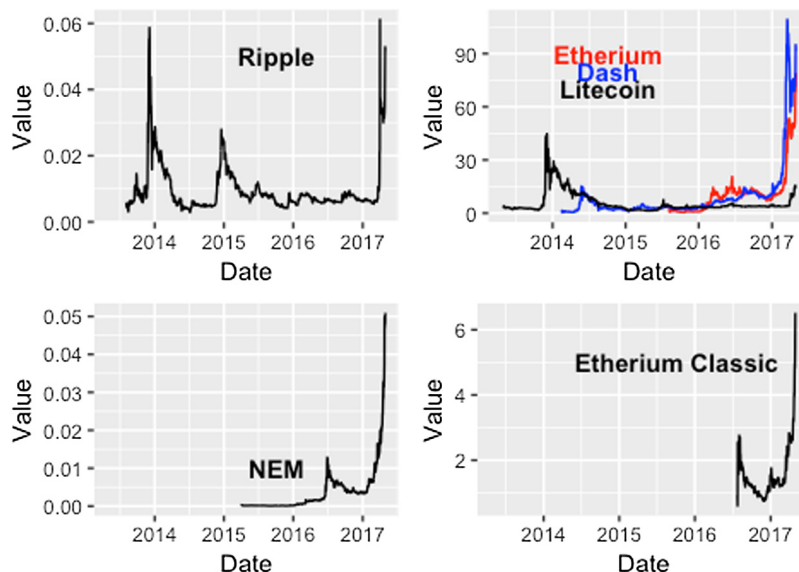 0.06
0.04
0.02
0.00
Value
Ripple
2014 2015 2016 2017
Date
90
60
30
0
Value
Etherium
Dash
Litecoin
2014 2015 2016 2017
Date
0.05
0.04
0.03
0.02
0.01
0.00
Value
NEM
2014 2015 2016 2017
Date
6
4
2
Value
Etherium Classic
2014 2015 2016 2017
Date